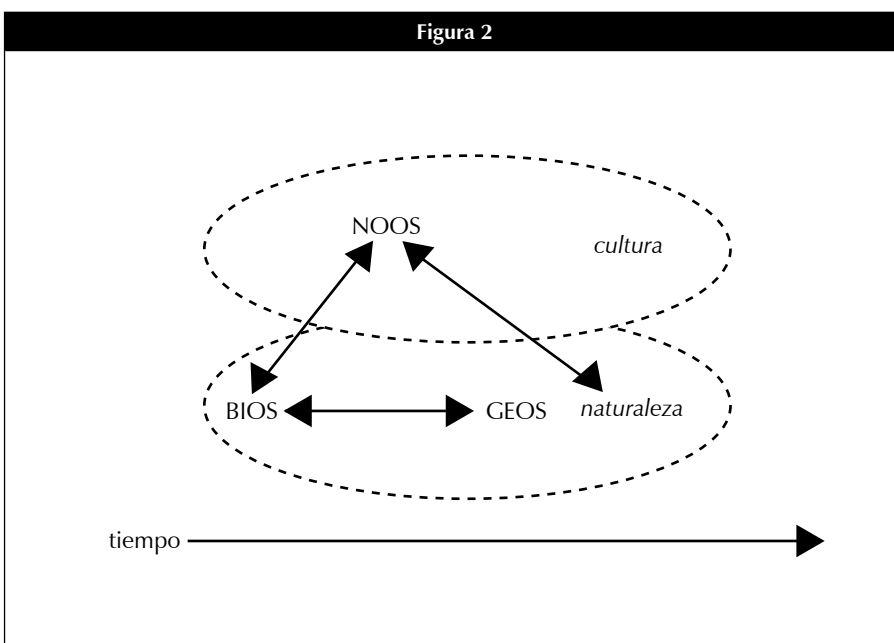 Figura 2
NOOS
cultura
BIOS
GEOS
naturaleza
tiempo